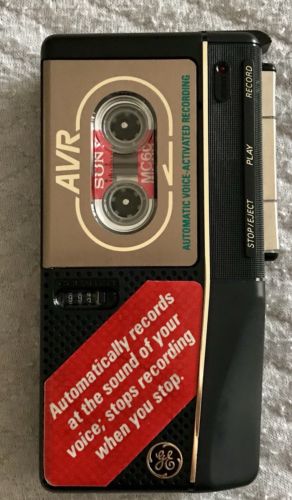 AVR
AUTOMATIC VOICE-ACTIVATED RECORDING
MC60
STOP/EJECT
PLAY
RECORD
Automatically records
at the sound of your
voice; stops recording
when you stop.
GE